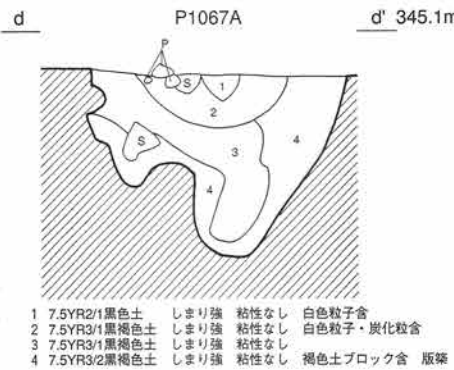 d P1067A d' 345.1m
P
S 1
2
S 3 4
4
1 7.5YR2/1黒色土 しまり強 粘性なし 白色粒子含
2 7.5YR3/1黒褐色土 しまり強 粘性なし 白色粒子・炭化粒含
3 7.5YR3/1黒褐色土 しまり強 粘性なし
4 7.5YR3/2黒褐色土 しまり強 粘性なし 褐色土ブロック含 版築